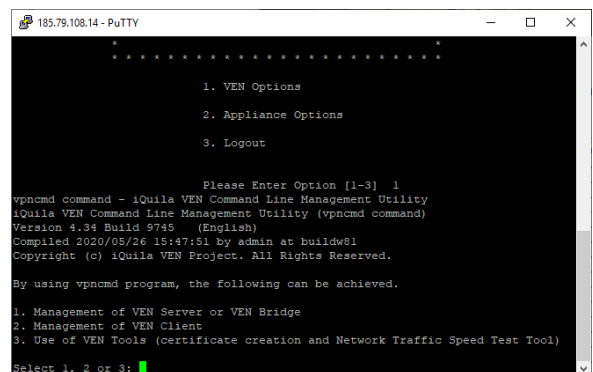 185.79.108.14 - PuTTY
* *
* * * * * * * * * * * * * * * * * * * * * * * * *
1. VEN Options
2. Appliance Options
3. Logout
Please Enter Option [1-3] 1
vpncmd command - iQuila VEN Command Line Management Utility
iQuila VEN Command Line Management Utility (vpncmd command)
Version 4.34 Build 9745 (English)
Compiled 2020/05/26 15:47:51 by admin at buildw81
Copyright (c) iQuila VEN Project. All Rights Reserved.
By using vpncmd program, the following can be achieved.
1. Management of VEN Server or VEN Bridge
2. Management of VEN Client
3. Use of VEN Tools (certificate creation and Network Traffic Speed Test Tool)
Select 1, 2 or 3: